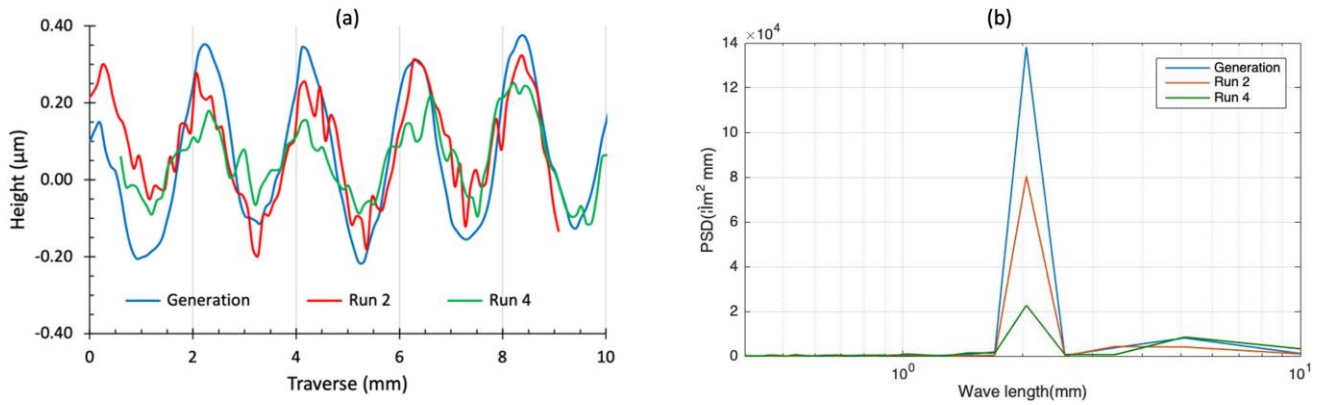 (a)
0.40
0.20
0.00
-0.20
-0.40
Height (µm)
Generation
Run 2
Run 4
0
2
4
6
8
10
Traverse (mm)
(b)
×10⁴
14
12
10
8
6
4
2
0
PSD(:ilm² mm)
Generation
Run 2
Run 4
10⁰
10¹
Wave length(mm)